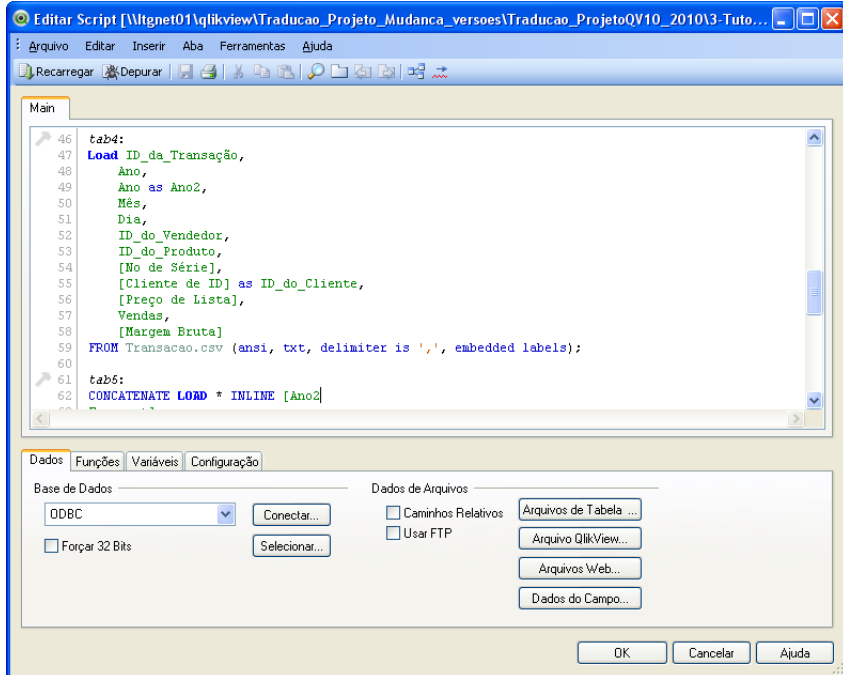 Editar Script [\\ltgnet01\qlikview\Traducao_Projeto_Mudanca_versoes\Traducao_ProjetoQV10_2010\3-Tuto...
Arquivo Editar Inserir Aba Ferramentas Ajuda
Recarregar Depurar
Main
46 tab4:
47 Load ID_da_Transação,
48 Ano,
49 Ano as Ano2,
50 Mês,
51 Dia,
52 ID_do_Vendedor,
53 ID_do_Produto,
54 [No de Série],
55 [Cliente de ID] as ID_do_Cliente,
56 [Preço de Lista],
57 Vendas,
58 [Margem Bruta]
59 FROM Transacao.csv (ansi, txt, delimiter is ',', embedded labels);
60
61 tab5:
62 CONCATENATE LOAD * INLINE [Ano2
Dados Funções Variáveis Configuração
Base de Dados Dados de Arquivos
ODBC Conectar... Caminhos Relativos Arquivos de Tabela ...
Forçar 32 Bits Selecionar... Usar FTP Arquivo QlikView...
Arquivos Web...
Dados do Campo...
OK Cancelar Ajuda